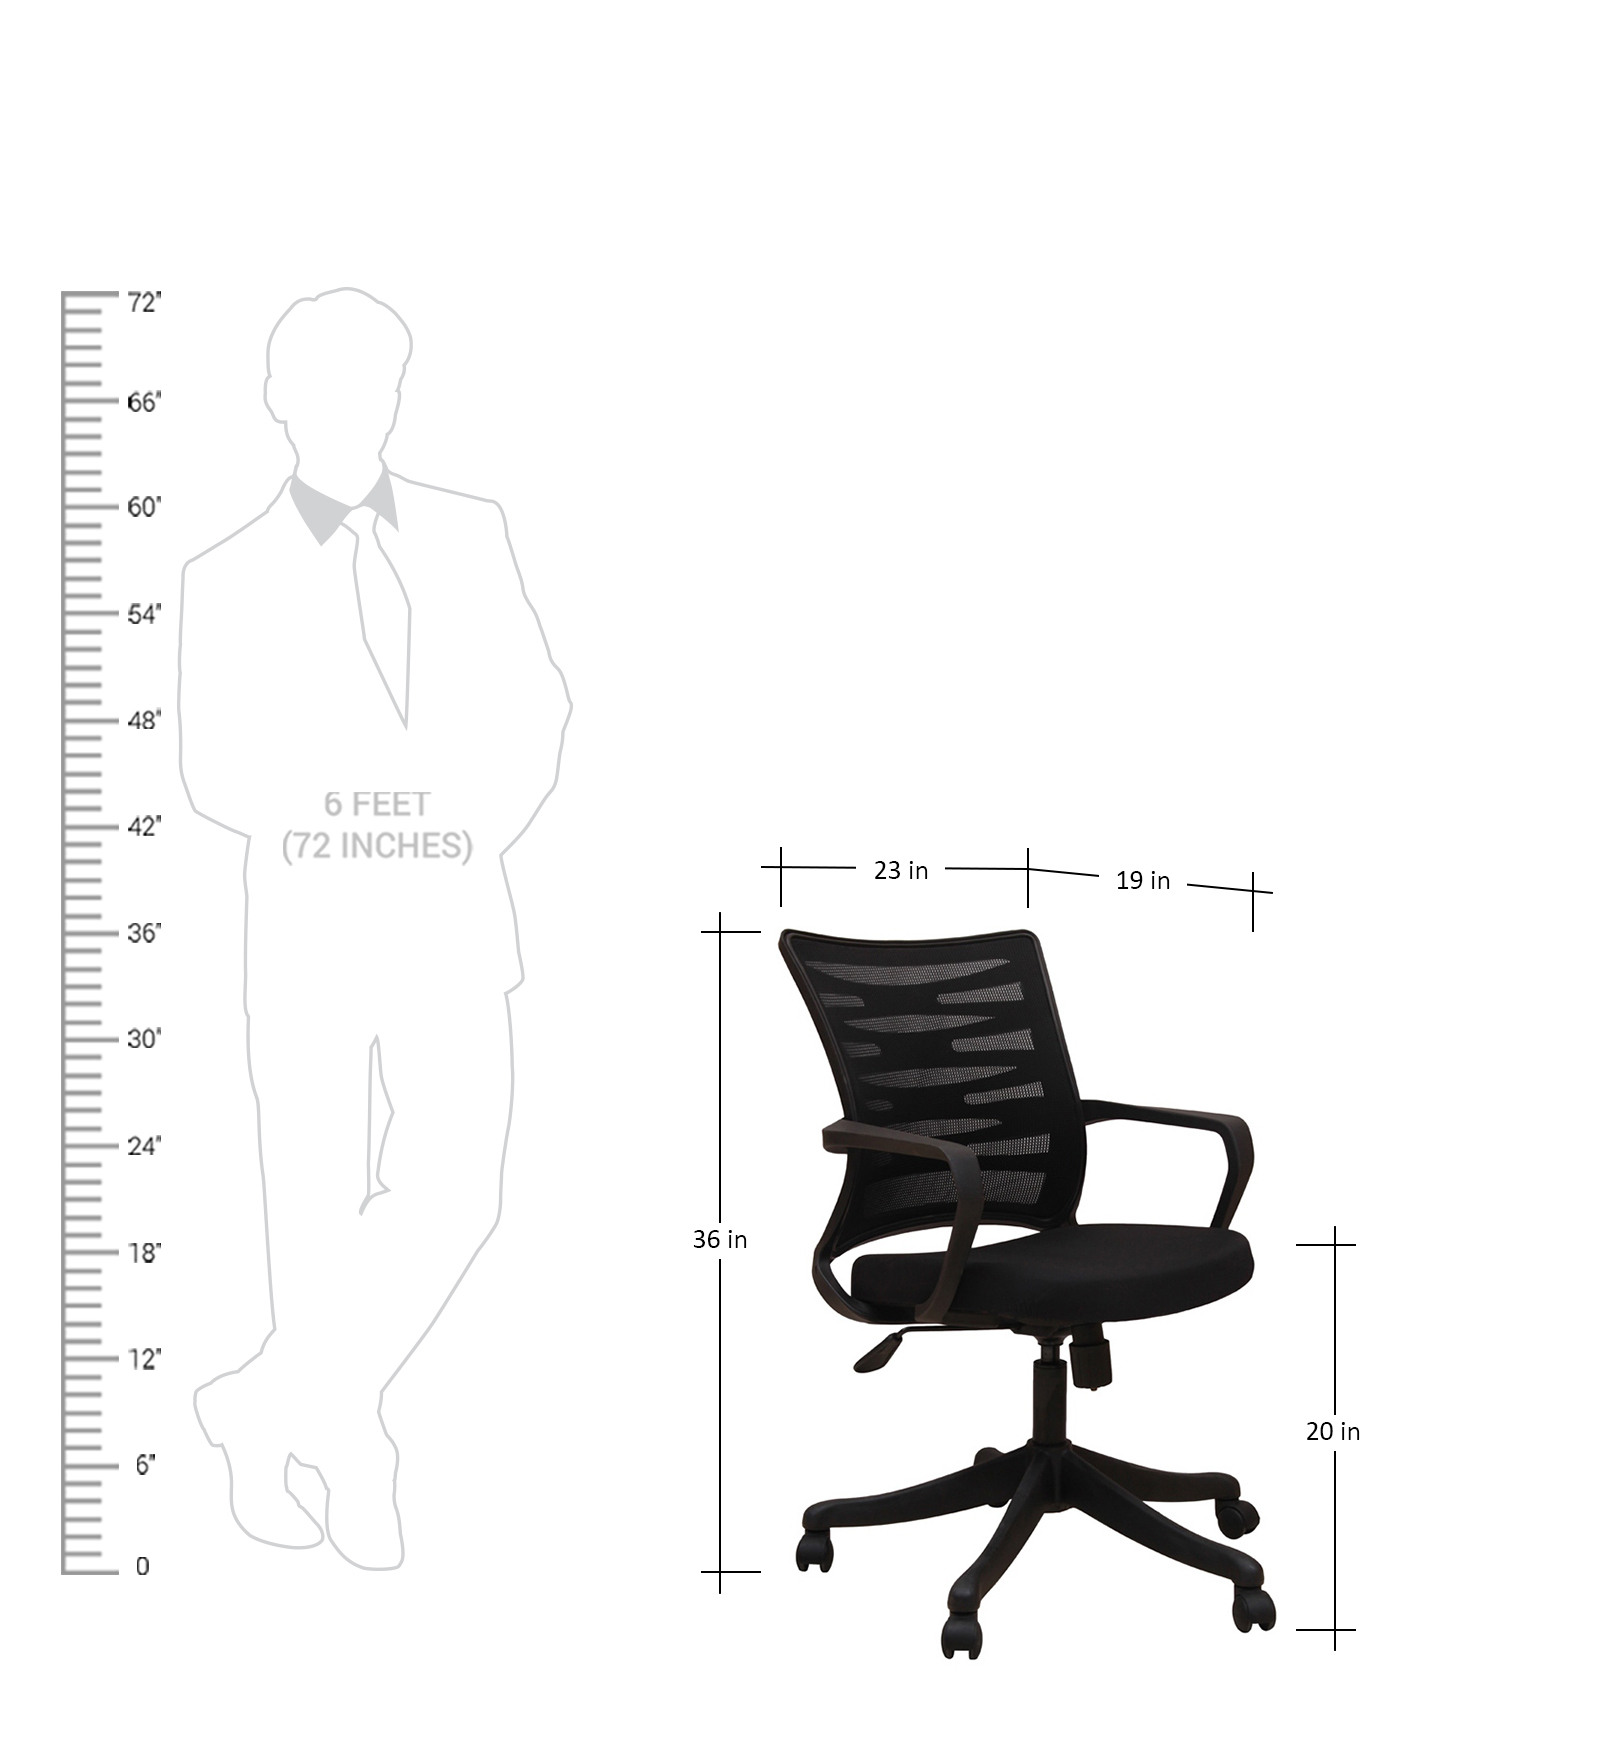 72"
66"
60"
54"
48"
42"
36"
30"
24"
18"
12"
6"
0
6 FEET
(72 INCHES)
23 in
19 in
36 in
20 in